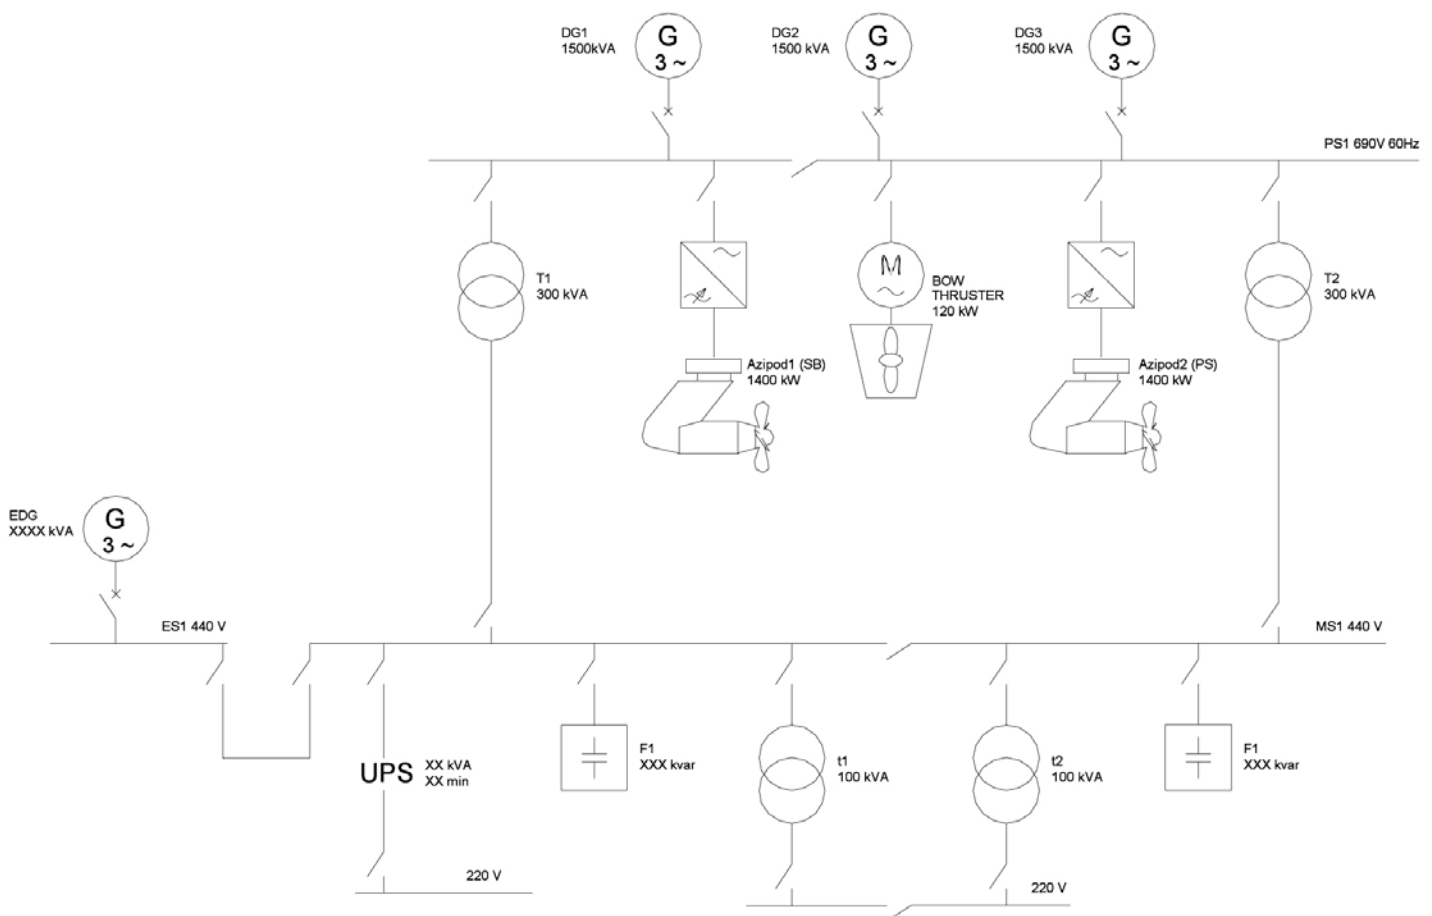 DG1
1500kVA
G
3 ~
DG2
1500 kVA
G
3 ~
DG3
1500 kVA
G
3 ~
PS1 690V 60Hz
T1
300 kVA
M
BOW
THRUSTER
120 kW
T2
300 kVA
Azipod1 (SB)
1400 kW
Azipod2 (PS)
1400 kW
EDG
XXXX kVA
G
3 ~
ES1 440 V
MS1 440 V
UPS
XX kVA
XX min
F1
XXX kvar
t1
100 kVA
t2
100 kVA
F1
XXX kvar
220 V
220 V